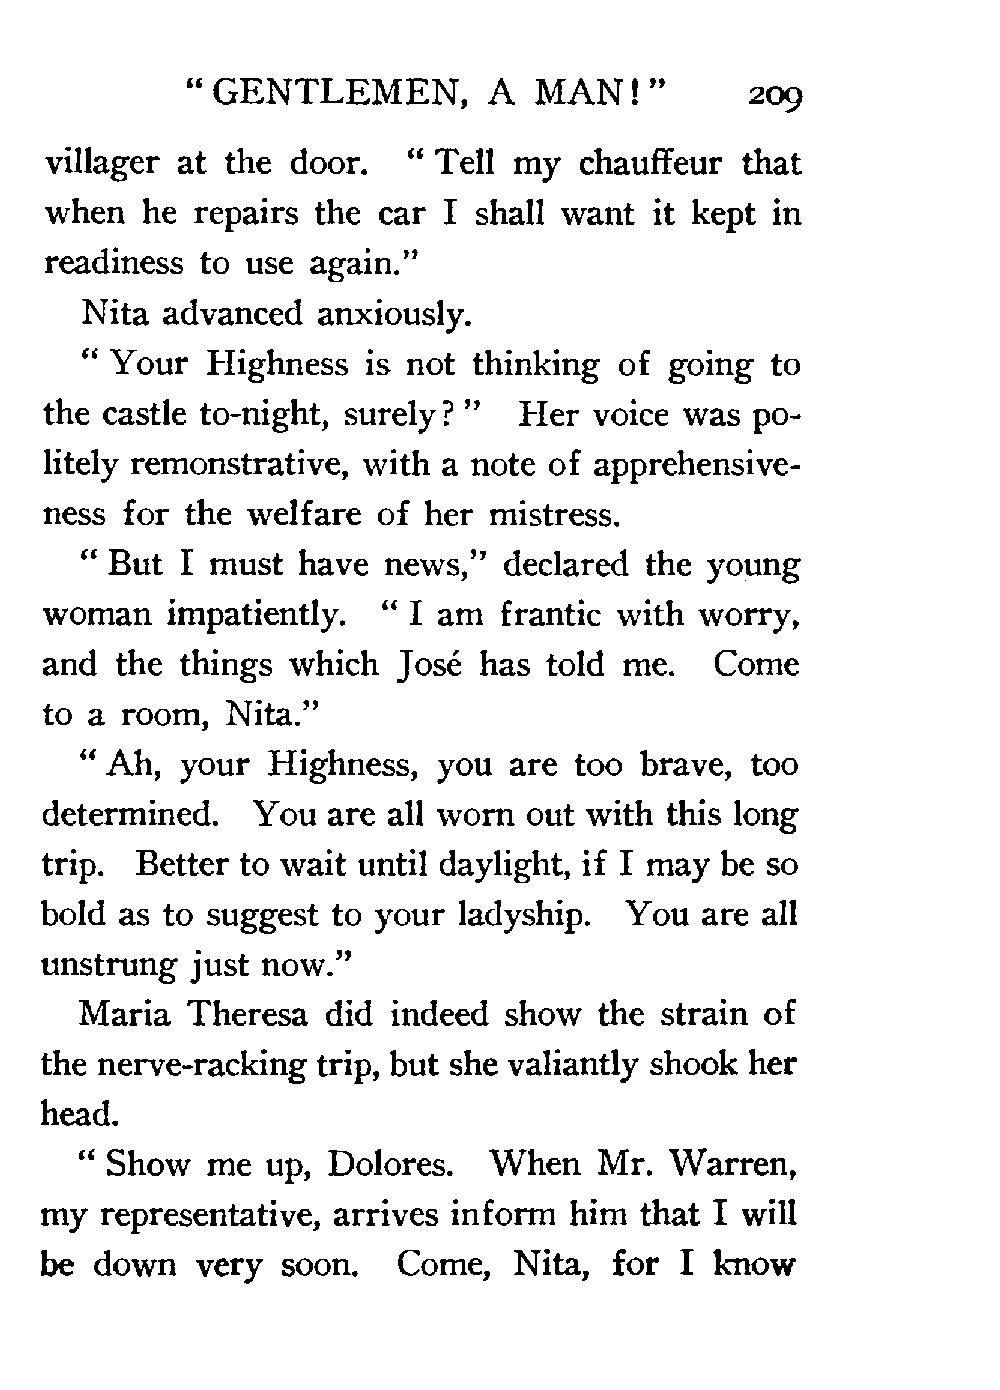 "GENTLEMEN, A MAN!" 209
villager at the door. "Tell my chauffeur that
when he repairs the car I shall want it kept in
readiness to use again."
Nita advanced anxiously.
"Your Highness is not thinking of going to
the castle to-night, surely?" Her voice was po-
litely remonstrative, with a note of apprehensive-
ness for the welfare of her mistress.
"But I must have news," declared the young
woman impatiently. "I am frantic with worry,
and the things which José has told me. Come
to a room, Nita."
"Ah, your Highness, you are too brave, too
determined. You are all worn out with this long
trip. Better to wait until daylight, if I may be so
bold as to suggest to your ladyship. You are all
unstrung just now."
Maria Theresa did indeed show the strain of
the nerve-racking trip, but she valiantly shook her
head.
"Show me up, Dolores. When Mr. Warren,
my representative, arrives inform him that I will
be down very soon. Come, Nita, for I know